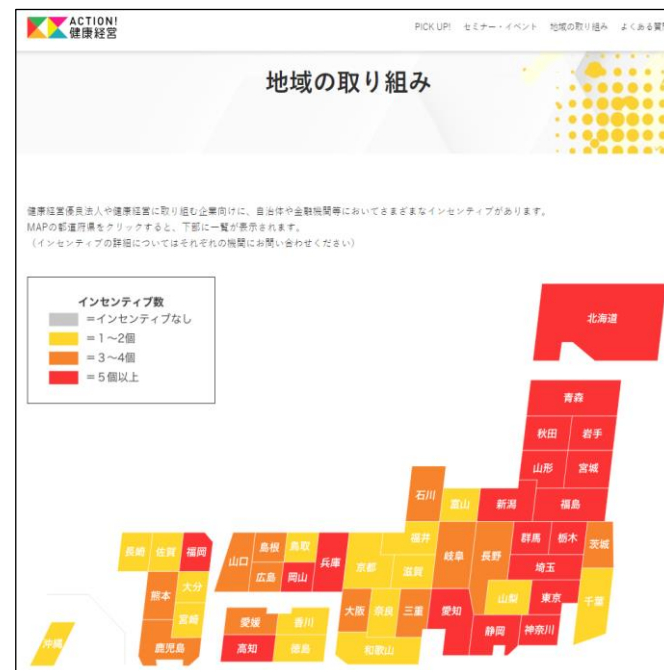 ACTION!
健康経営
PICK UP! セミナー・イベント 地域の取り組み よくある質
地域の取り組み
健康経営優良法人や健康経営に取り組む企業向けに、自治体や金融機関等においてさまざまなインセンティブがあります。
MAPの都道府県をクリックすると、下部に一覧が表示されます。
（インセンティブの詳細についてはそれぞれの機関にお問い合わせください）
インセンティブ数
＝インセンティブなし
＝１～２個
＝３～４個
＝５個以上
北海道
青森
秋田 岩手
山形 宮城
石川 富山 新潟 福島
長崎 佐賀 福岡 山口 島根 鳥取 兵庫 京都 福井 岐阜 長野 群馬 栃木 茨城
広島 岡山 滋賀 埼玉
熊本 大分 大阪 奈良 三重 愛知 山梨 東京 千葉
宮崎 愛媛 香川 静岡 神奈川
沖縄 鹿児島 高知 徳島 和歌山